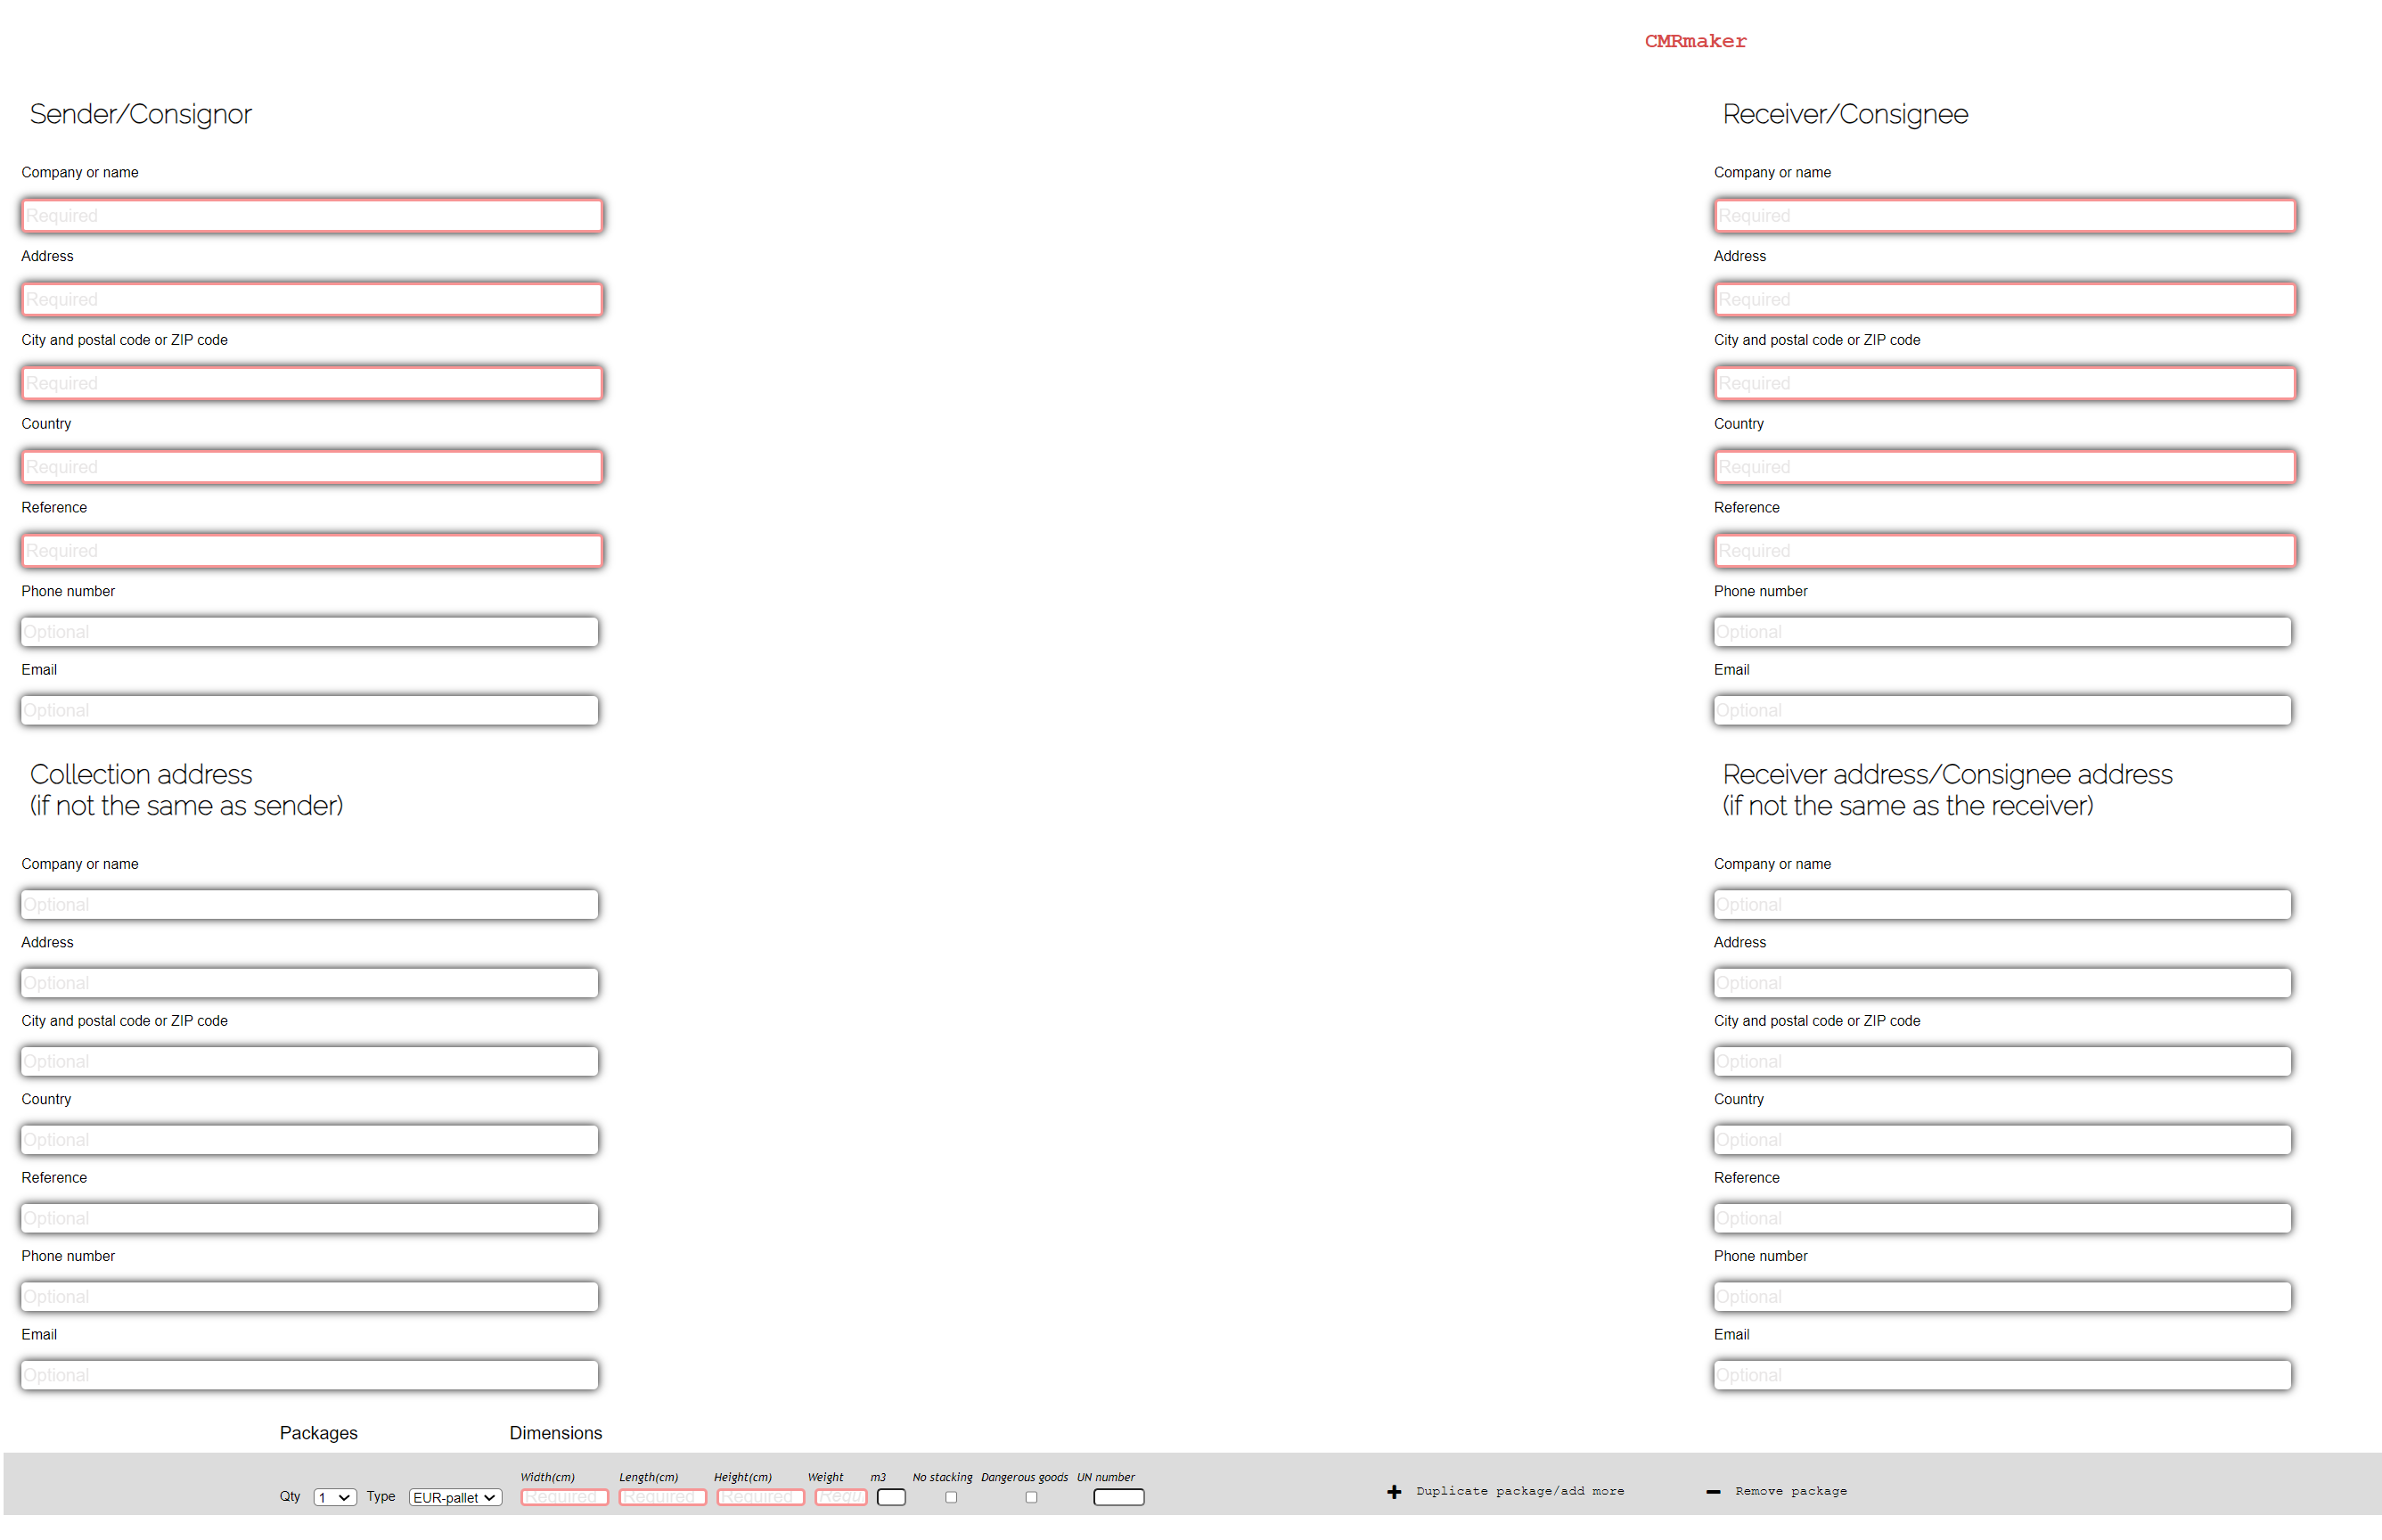 CMRmaker
Sender/Consignor
Company or name
Required
Address
Required
City and postal code or ZIP code
Required
Country
Required
Reference
Required
Phone number
Optional
Email
Optional
Collection address
(if not the same as sender)
Company or name
Optional
Address
Optional
City and postal code or ZIP code
Optional
Country
Optional
Reference
Optional
Phone number
Optional
Email
Optional
Receiver/Consignee
Company or name
Required
Address
Required
City and postal code or ZIP code
Required
Country
Required
Reference
Required
Phone number
Optional
Email
Optional
Receiver address/Consignee address
(if not the same as the receiver)
Company or name
Optional
Address
Optional
City and postal code or ZIP code
Optional
Country
Optional
Reference
Optional
Phone number
Optional
Email
Optional
Packages Dimensions
Width(cm) Length(cm) Height(cm) Weight m3 No stacking Dangerous goods UN number
Qty 1 Type EUR-pallet Required Required Required Requ
Duplicate package/add more Remove package